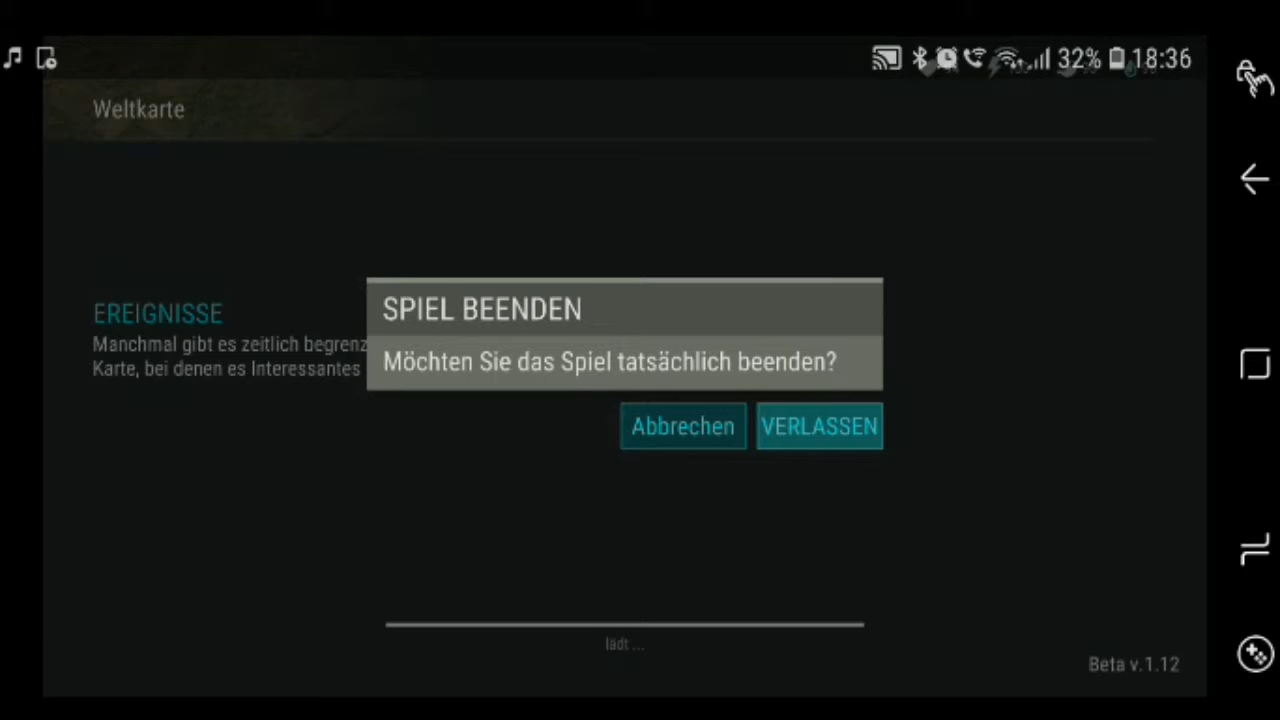 32% 18:36
Weltkarte
EREIGNISSE
Manchmal gibt es zeitlich begrenz
Karte, bei denen es Interessantes
SPIEL BEENDEN
Möchten Sie das Spiel tatsächlich beenden?
Abbrechen VERLASSEN
lädt ...
Beta v.1.12